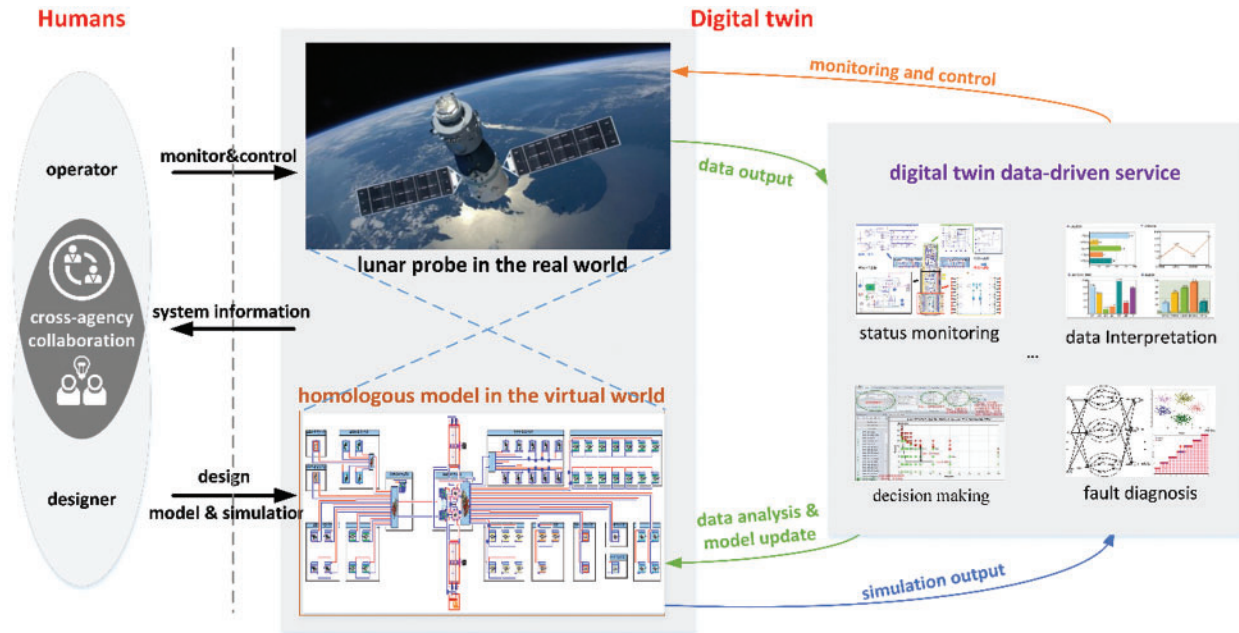 Humans
Digital twin
operator
cross-agency
collaboration
designer
monitor&control
system information
design
model & simulation
lunar probe in the real world
homologous model in the virtual world
monitoring and control
data output
digital twin data-driven service
status monitoring
data Interpretation
...
decision making
fault diagnosis
data analysis &
model update
simulation output